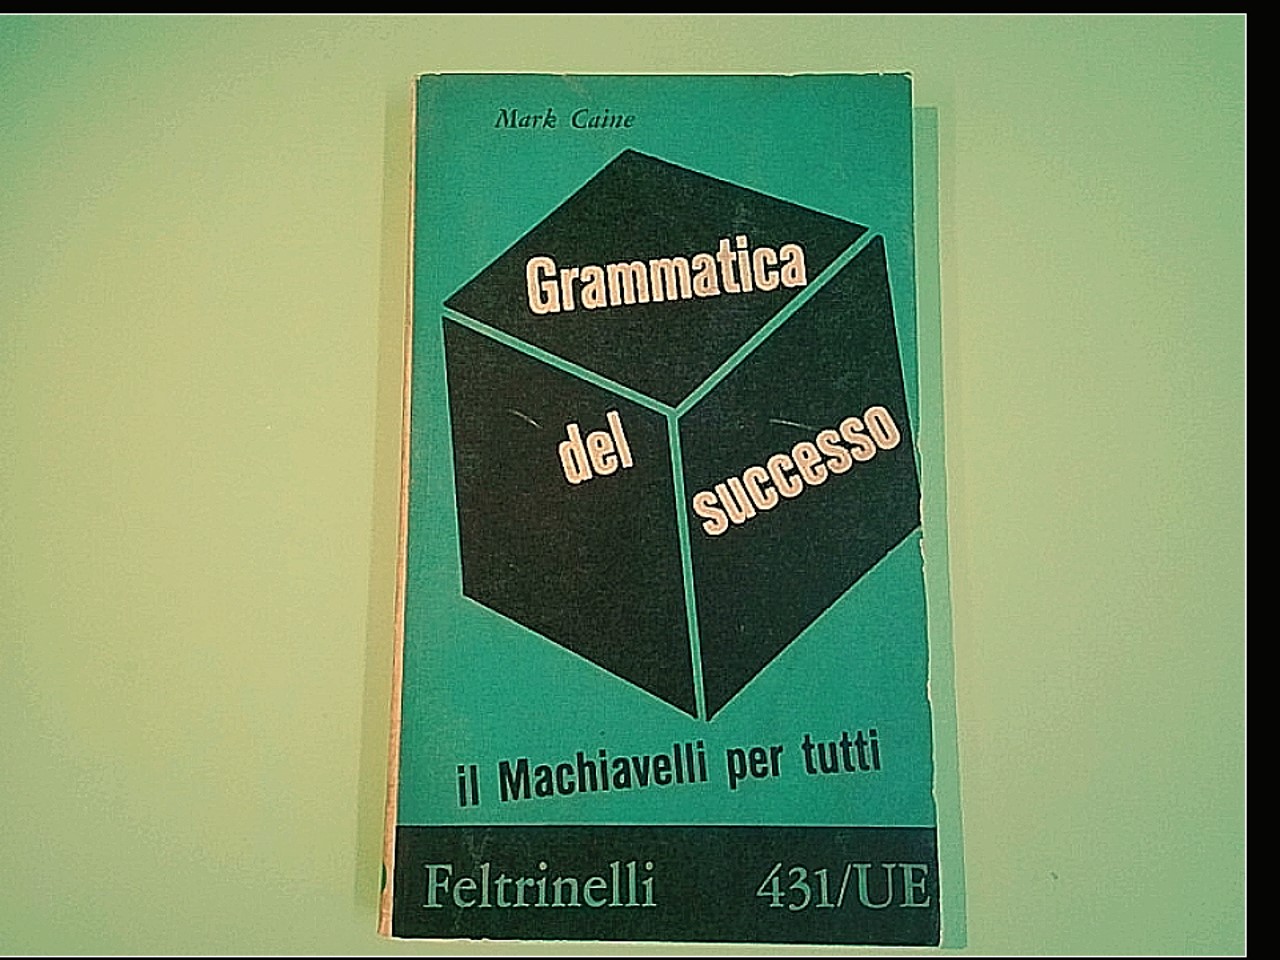 Mark Caine
Grammatica
del
successo
il Machiavelli per tutti
Feltrinelli 431/UE